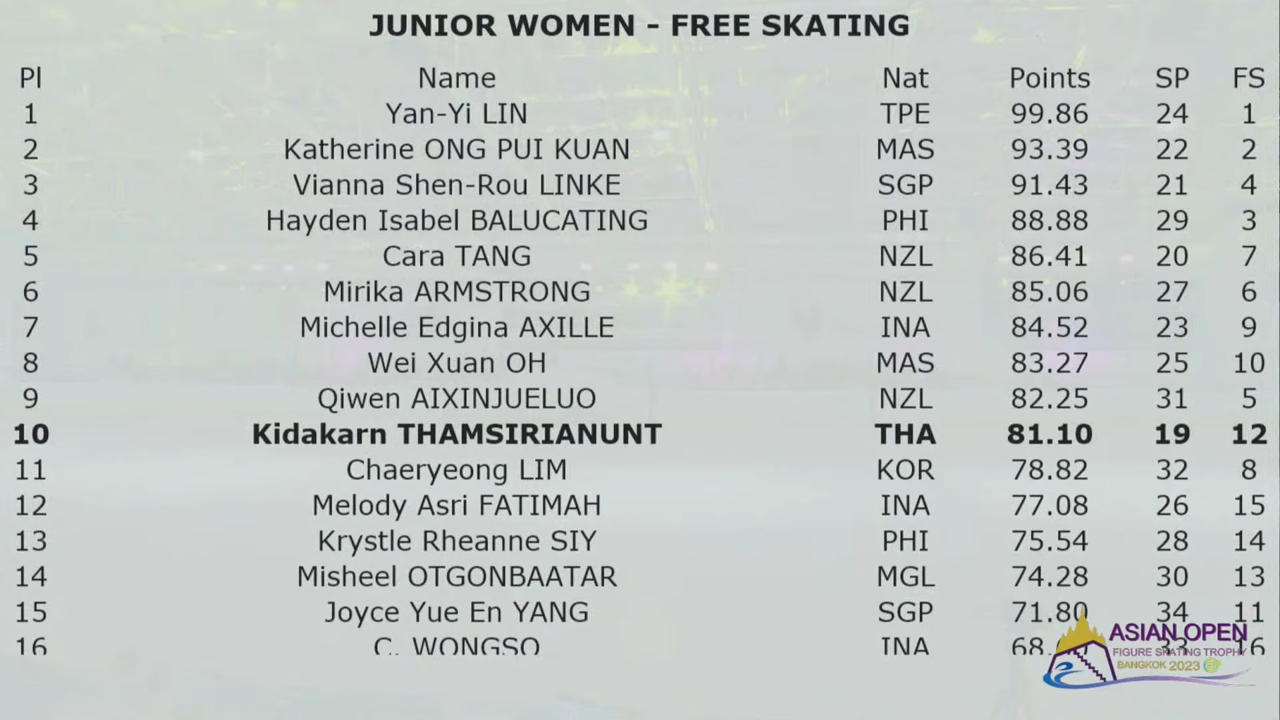 JUNIOR WOMEN – FREE SKATING
Pl Name Nat Points SP FS
1 Yan-Yi LIN TPE 99.86 24 1
2 Katherine ONG PUI KUAN MAS 93.39 22 2
3 Vianna Shen-Rou LINKE SGP 91.43 21 4
4 Hayden Isabel BALUCATING PHI 88.88 29 3
5 Cara TANG NZL 86.41 20 7
6 Mirika ARMSTRONG NZL 85.06 27 6
7 Michelle Edgina AXILLE INA 84.52 23 9
8 Wei Xuan OH MAS 83.27 25 10
9 Qiwen AIXINJUELUO NZL 82.25 31 5
10 Kidakarn THAMSIRIANUNT THA 81.10 19 12
11 Chaeryeong LIM KOR 78.82 32 8
12 Melody Asri FATIMAH INA 77.08 26 15
13 Krystle Rheanne SIY PHI 75.54 28 14
14 Misheel OTGONBAATAR MGL 74.28 30 13
15 Joyce Yue En YANG SGP 71.80 34 11
16 C. WONGSO INA 16
ASIAN OPEN
FIGURE SKATING TROPHY
BANGKOK 2023